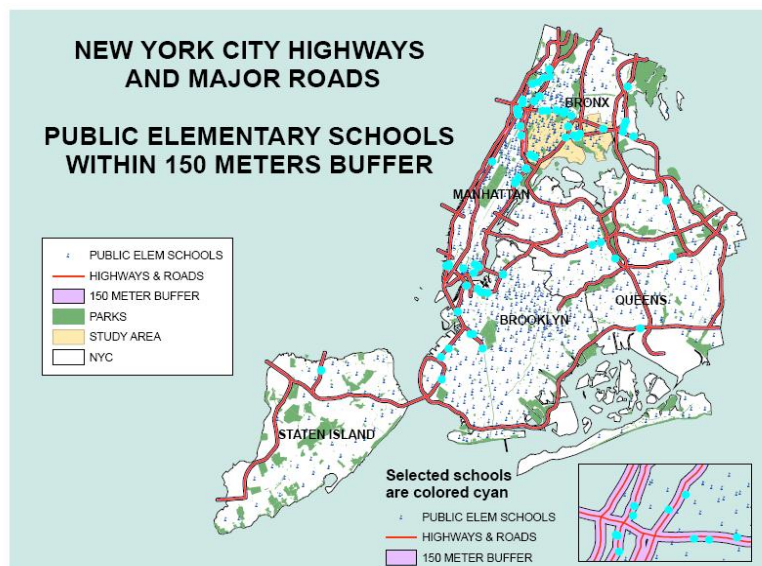 NEW YORK CITY HIGHWAYS
AND MAJOR ROADS
PUBLIC ELEMENTARY SCHOOLS
WITHIN 150 METERS BUFFER
BRONX
MANHATTAN
PUBLIC ELEM SCHOOLS
HIGHWAYS & ROADS
150 METER BUFFER
PARKS
STUDY AREA
NYC
QUEENS
BROOKLYN
STATEN ISLAND
Selected schools
are colored cyan
PUBLIC ELEM SCHOOLS
HIGHWAYS & ROADS
150 METER BUFFER